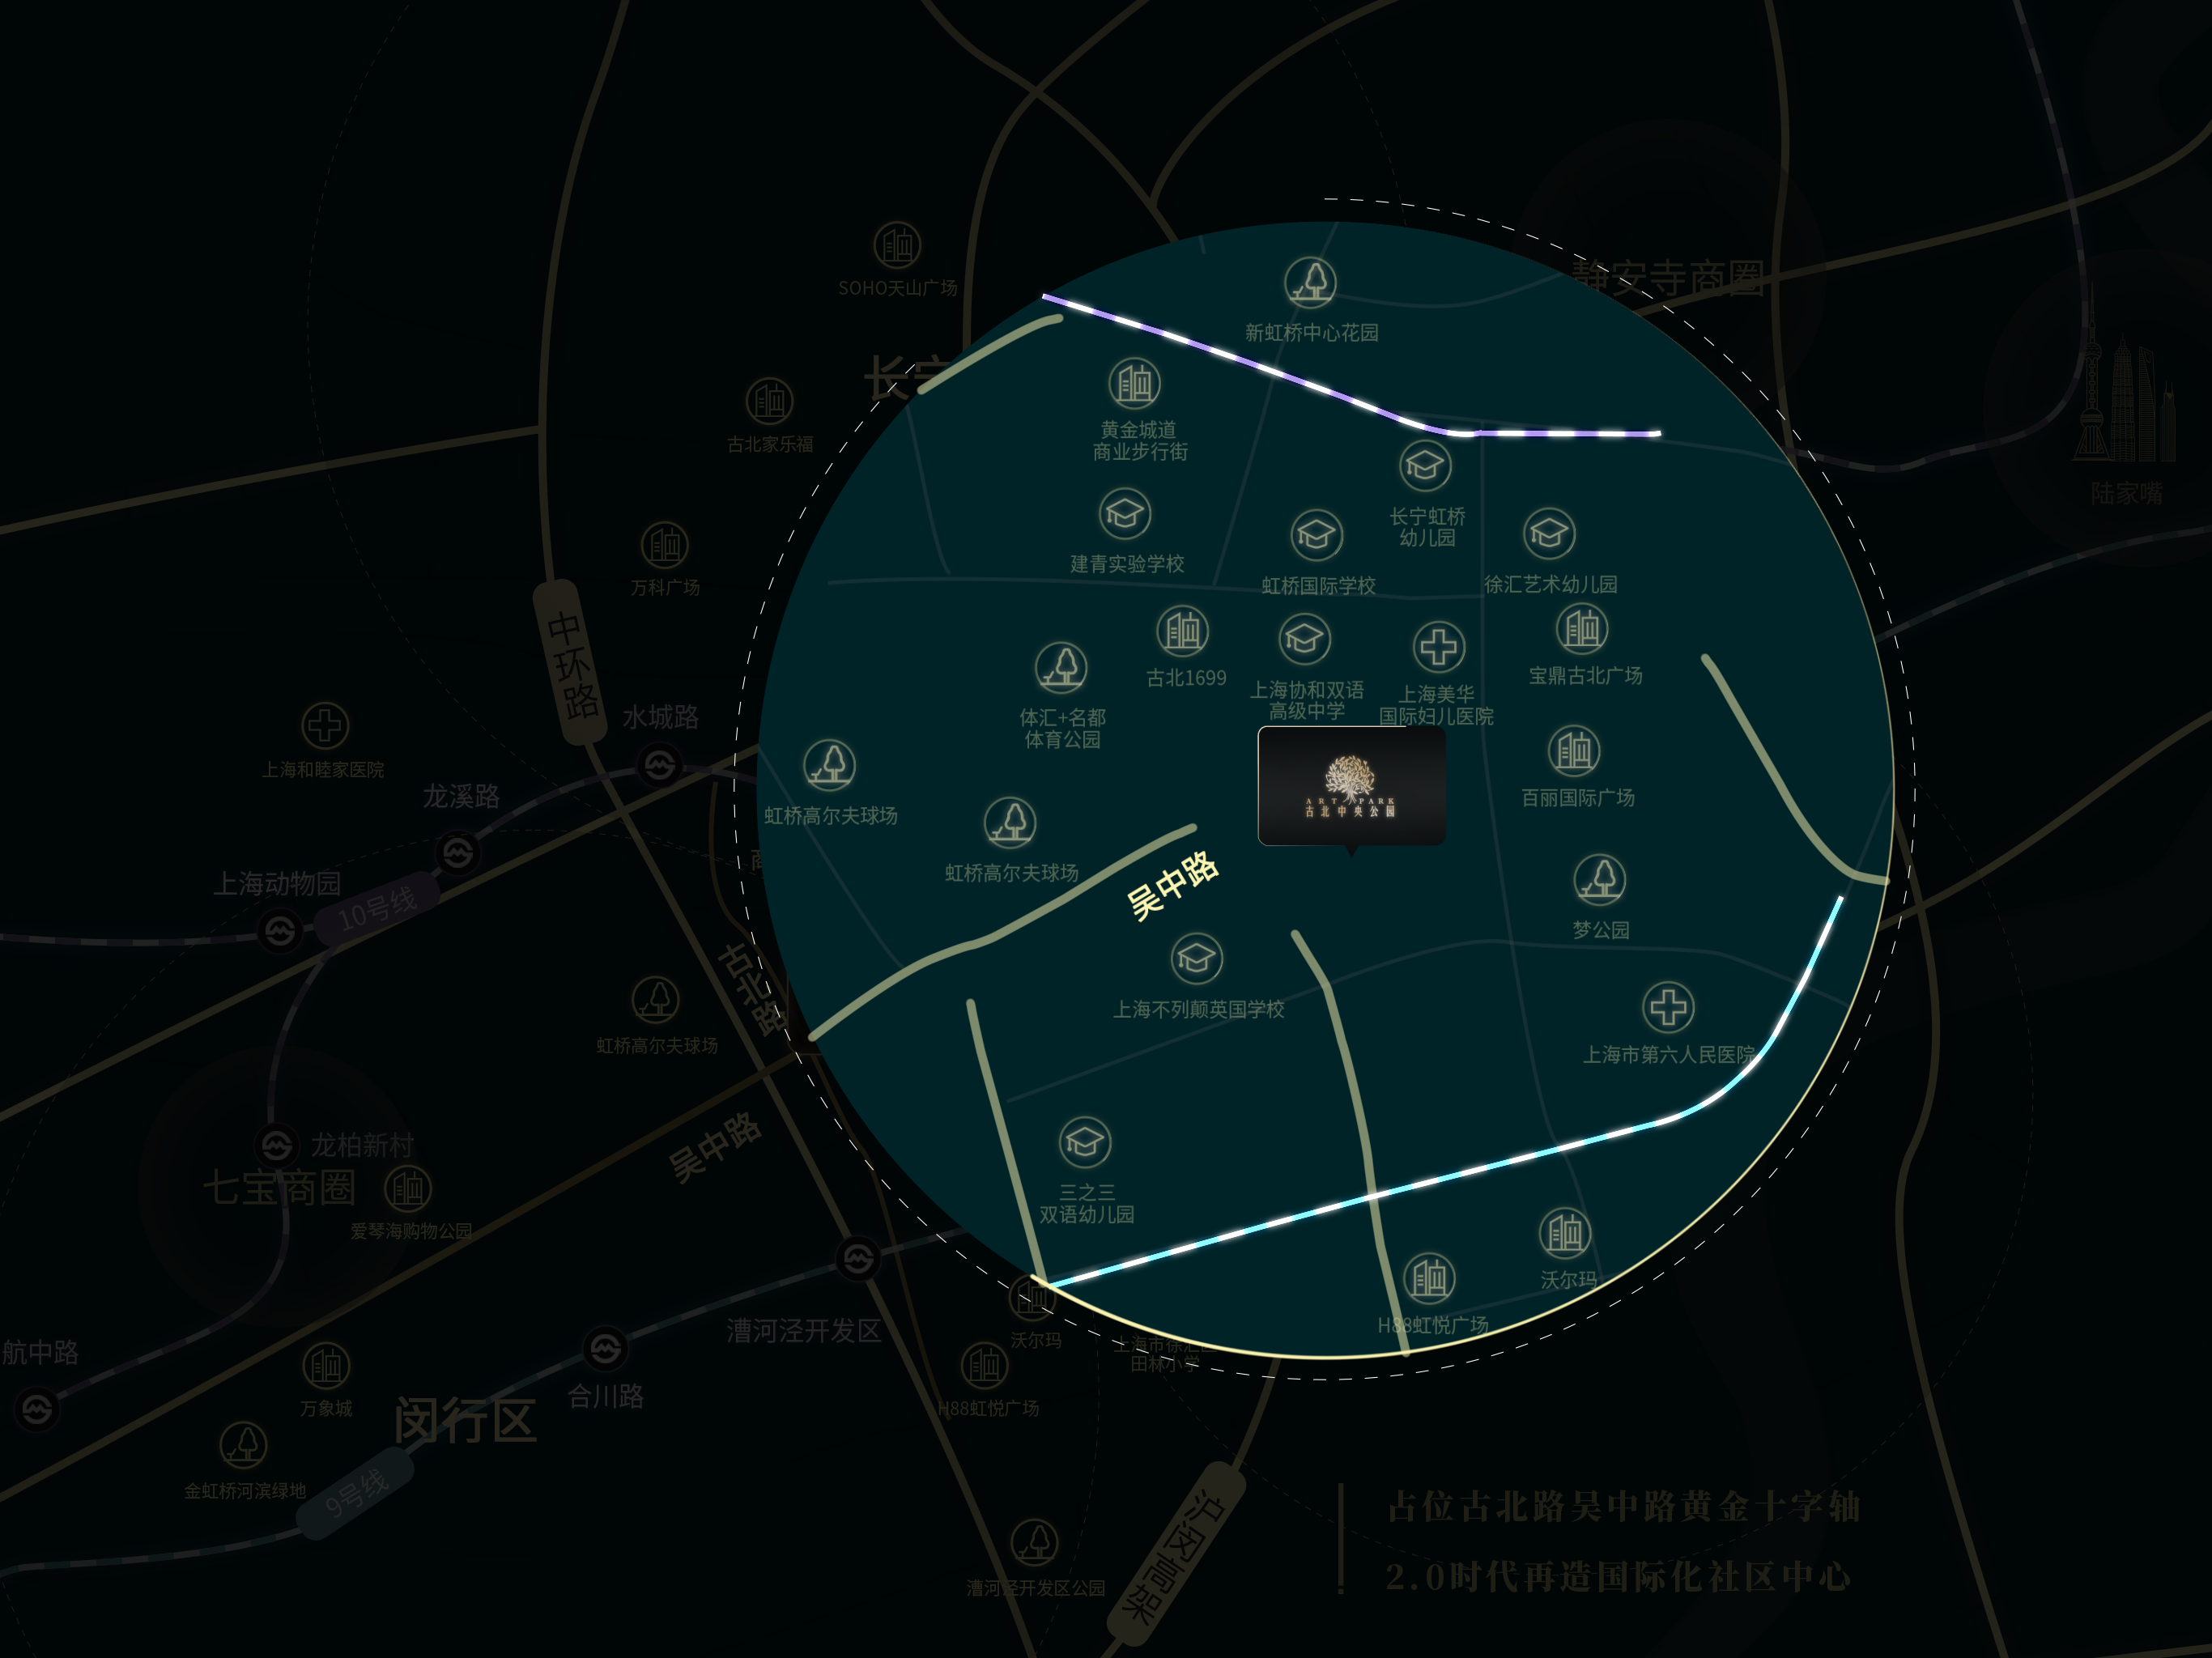 SOHO天山广场
静安寺商圈
新虹桥中心花园
长宁
古北家乐福
黄金城道
商业步行街
陆家嘴
长宁虹桥
幼儿园
建青实验学校
虹桥国际学校
徐汇艺术幼儿园
万科广场
中环路
古北1699
上海协和双语
高级中学
上海美华
国际妇儿医院
宝鼎古北广场
体汇+名都
体育公园
水城路
上海和睦家医院
龙溪路
虹桥高尔夫球场
虹桥高尔夫球场
ART PARK
古北中央公园
百丽国际广场
上海动物园
10号线
吴中路
梦公园
古北路
上海不列颠英国学校
虹桥高尔夫球场
上海市第六人民医院
吴中路
龙柏新村
七宝商圈
爱琴海购物公园
三之三
双语幼儿园
沃尔玛
H88虹悦广场
漕河泾开发区
沃尔玛
上海市徐汇区
田林小学
航中路
合川路
万象城
闵行区
H88虹悦广场
金虹桥河滨绿地
9号线
沪闵高架
漕河泾开发区公园
占位古北路吴中路黄金十字轴
2.0时代再造国际化社区中心